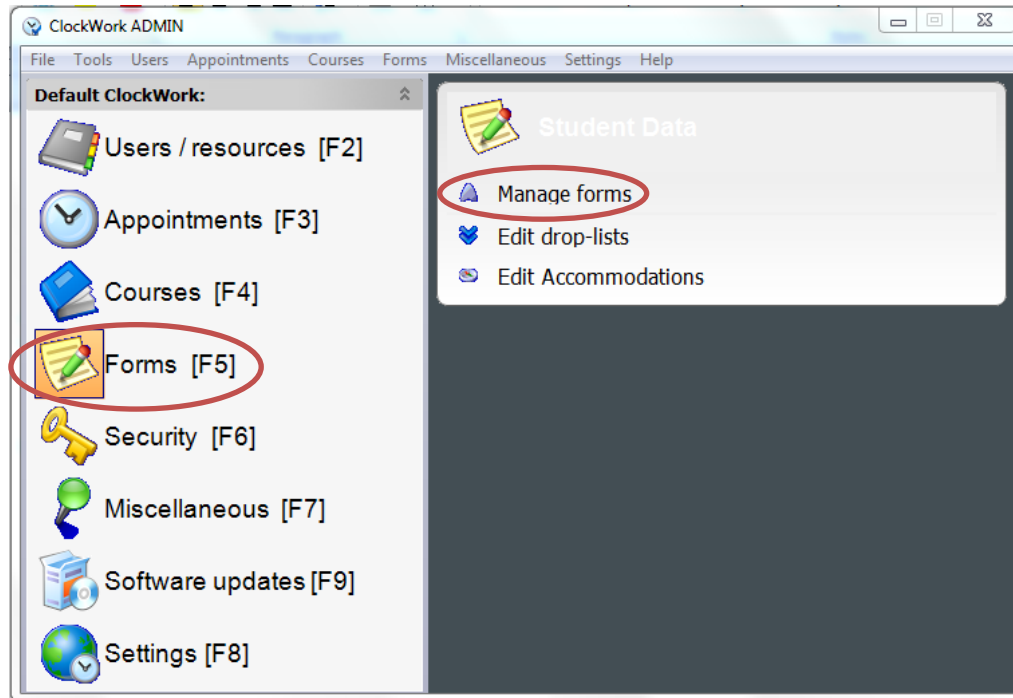 ClockWork ADMIN
File Tools Users Appointments Courses Forms Miscellaneous Settings Help
Default ClockWork:
Users / resources [F2]
Appointments [F3]
Courses [F4]
Forms [F5]
Security [F6]
Miscellaneous [F7]
Software updates [F9]
Settings [F8]
Student Data
Manage forms
Edit drop-lists
Edit Accommodations